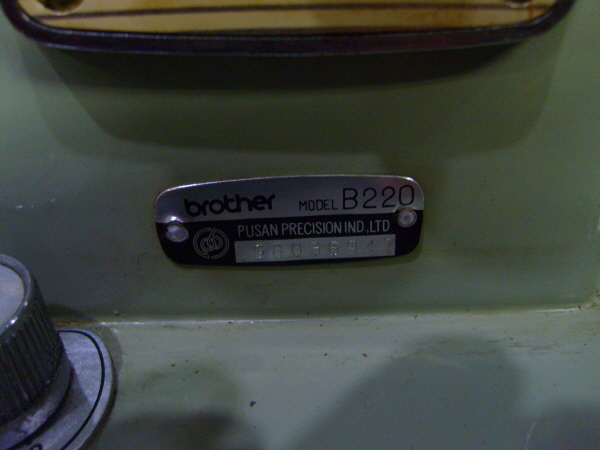 brother MODEL B220
PUSAN PRECISION IND., LTD